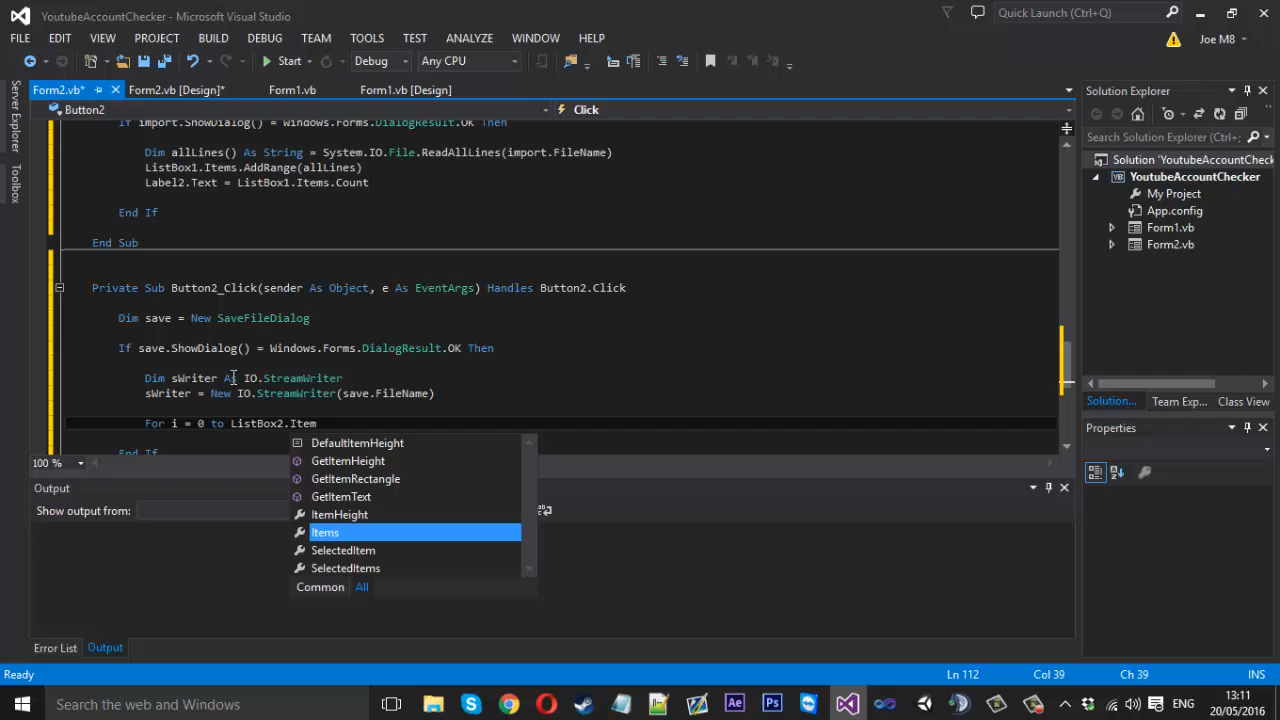 YoutubeAccountChecker - Microsoft Visual Studio
Quick Launch (Ctrl+Q)
FILE EDIT VIEW PROJECT BUILD DEBUG TEAM TOOLS TEST ANALYZE WINDOW HELP
Joe M8
Start Debug Any CPU
Server Explorer
Toolbox
Form2.vb* Form2.vb [Design]* Form1.vb Form1.vb [Design]
Button2 Click
If import.ShowDialog() = Windows.Forms.DialogResult.OK Then
Dim allLines() As String = System.IO.File.ReadAllLines(import.FileName)
ListBox1.Items.AddRange(allLines)
Label2.Text = ListBox1.Items.Count
End If
End Sub
Private Sub Button2_Click(sender As Object, e As EventArgs) Handles Button2.Click
Dim save = New SaveFileDialog
If save.ShowDialog() = Windows.Forms.DialogResult.OK Then
Dim sWriter As IO.StreamWriter
sWriter = New IO.StreamWriter(save.FileName)
For i = 0 to ListBox2.Item
End If
DefaultItemHeight
GetItemHeight
GetItemRectangle
GetItemText
ItemHeight
Items
SelectedItem
SelectedItems
Common All
100 %
Output
Show output from:
Error List Output
Solution Explorer
Search Solution Explorer (Ctrl+;)
Solution 'YoutubeAccountCheck
YoutubeAccountChecker
My Project
App.config
Form1.vb
Form2.vb
Solution... Team Exp... Class View
Properties
Ready Ln 112 Col 39 Ch 39 INS
Search the web and Windows
Ae Ps
ENG
13:11
20/05/2016